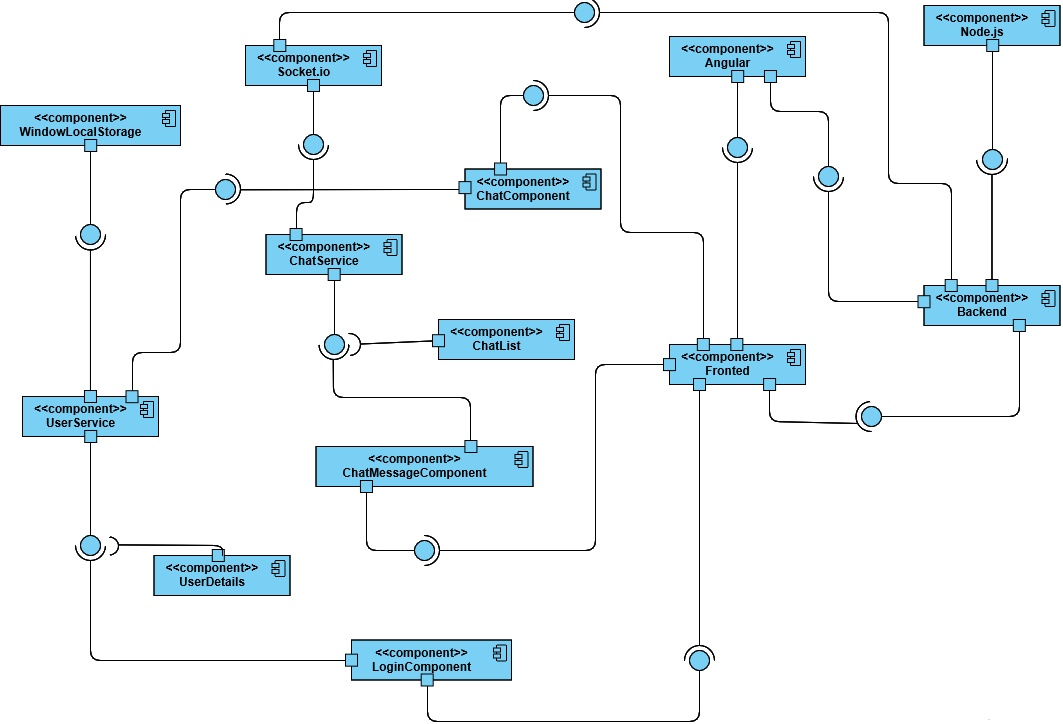 <<component>>
Node.js
<<component>>
Angular
<<component>>
Socket.io
<<component>>
WindowLocalStorage
<<component>>
ChatComponent
<<component>>
ChatService
<<component>>
Backend
<<component>>
ChatList
<<component>>
Fronted
<<component>>
UserService
<<component>>
ChatMessageComponent
<<component>>
UserDetails
<<component>>
LoginComponent